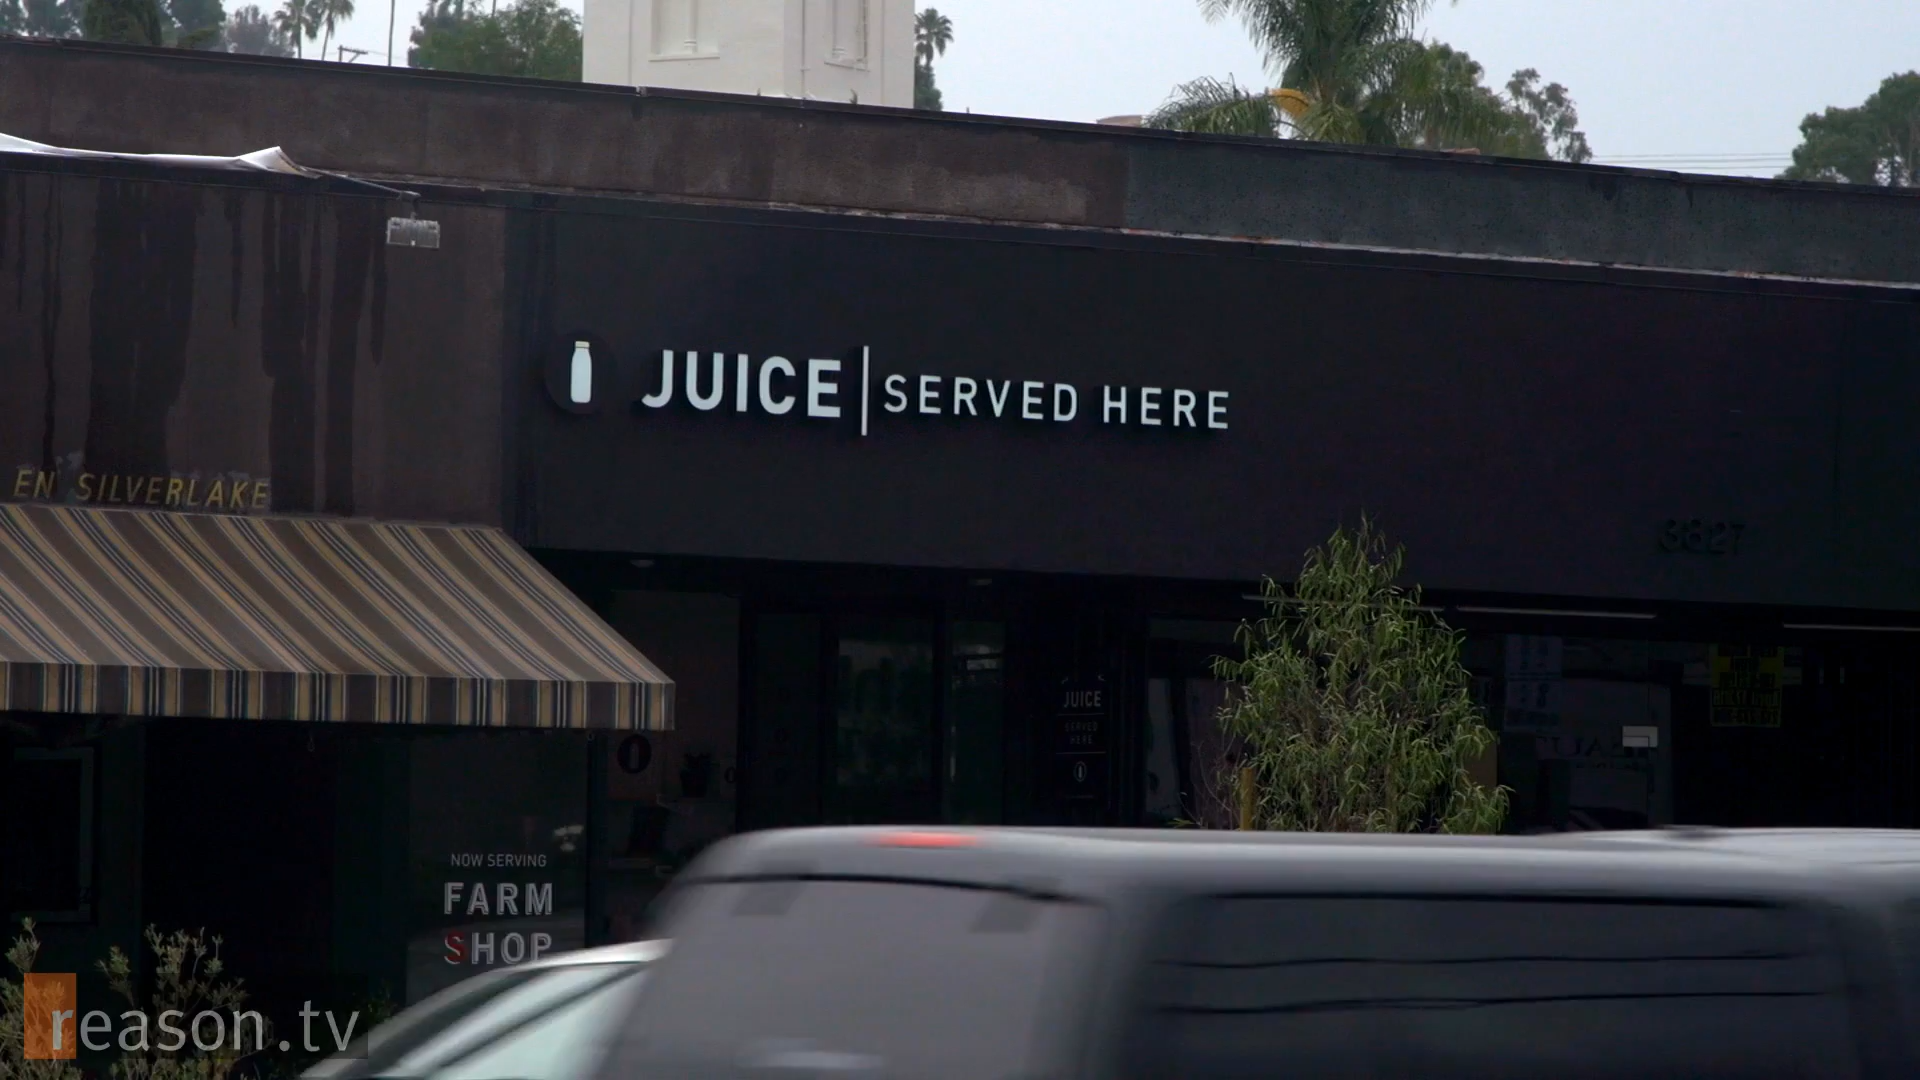 JUICE | SERVED HERE
EN SILVERLAKE
3827
JUICE
SERVED
HERE
NOW SERVING
FARM
SHOP
reason.tv